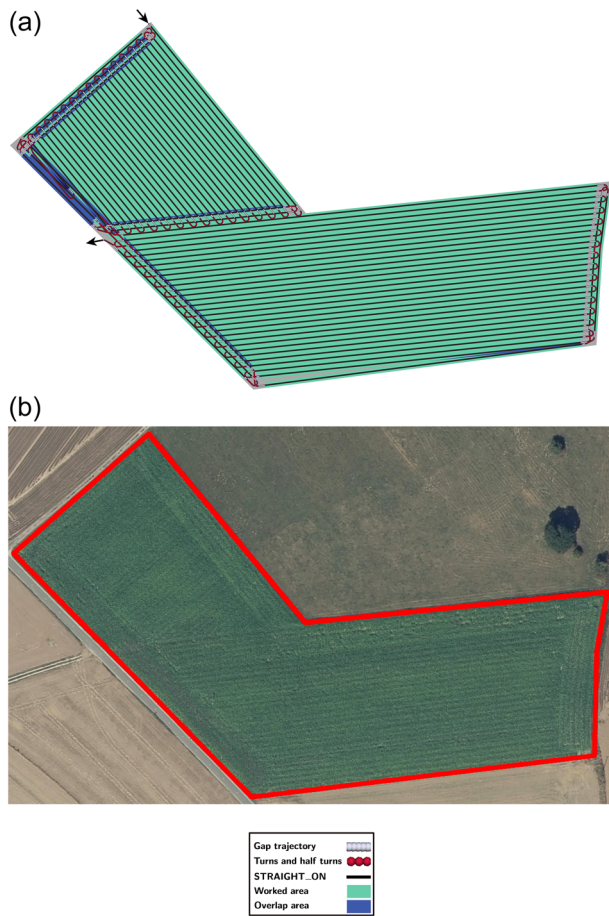 (a)
(b)
Gap trajectory
Turns and half turns
STRAIGHT_ON
Worked area
Overlap area